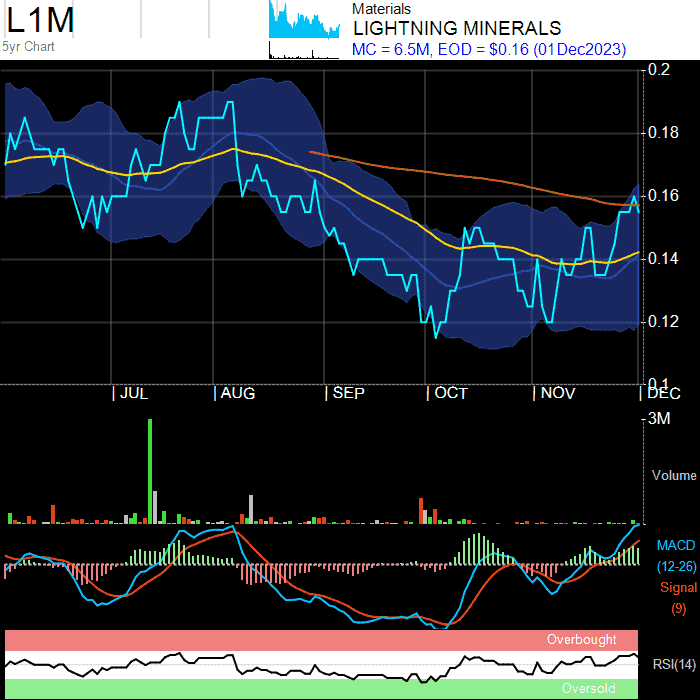 L1M
5yr Chart
Materials
LIGHTNING MINERALS
MC = 6.5M, EOD = $0.16 (01Dec2023)
0.2
0.18
0.16
0.14
0.12
0.1
JUL AUG SEP OCT NOV DEC
3M
Volume
MACD
(12-26)
Signal
(9)
Overbought
RSI(14)
Oversold